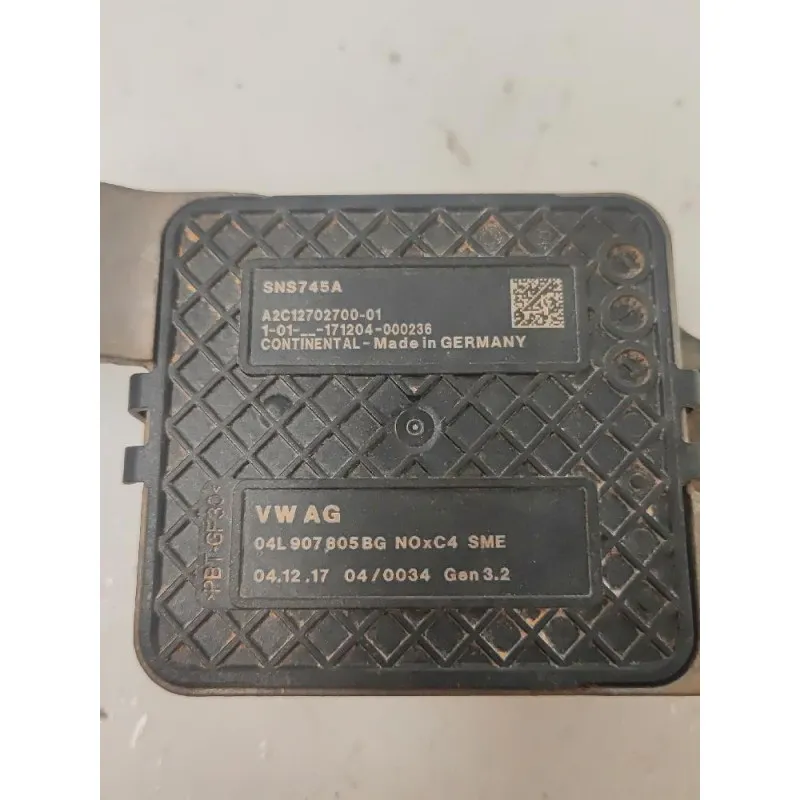 SNS745A
A2C12702700-01
1-01-__-171204-000236
CONTINENTAL - Made in GERMANY
>PBT-GF30<
VW AG
04L 907 805 BG NOxC4 SME
04.12.17 04/0034 Gen 3.2